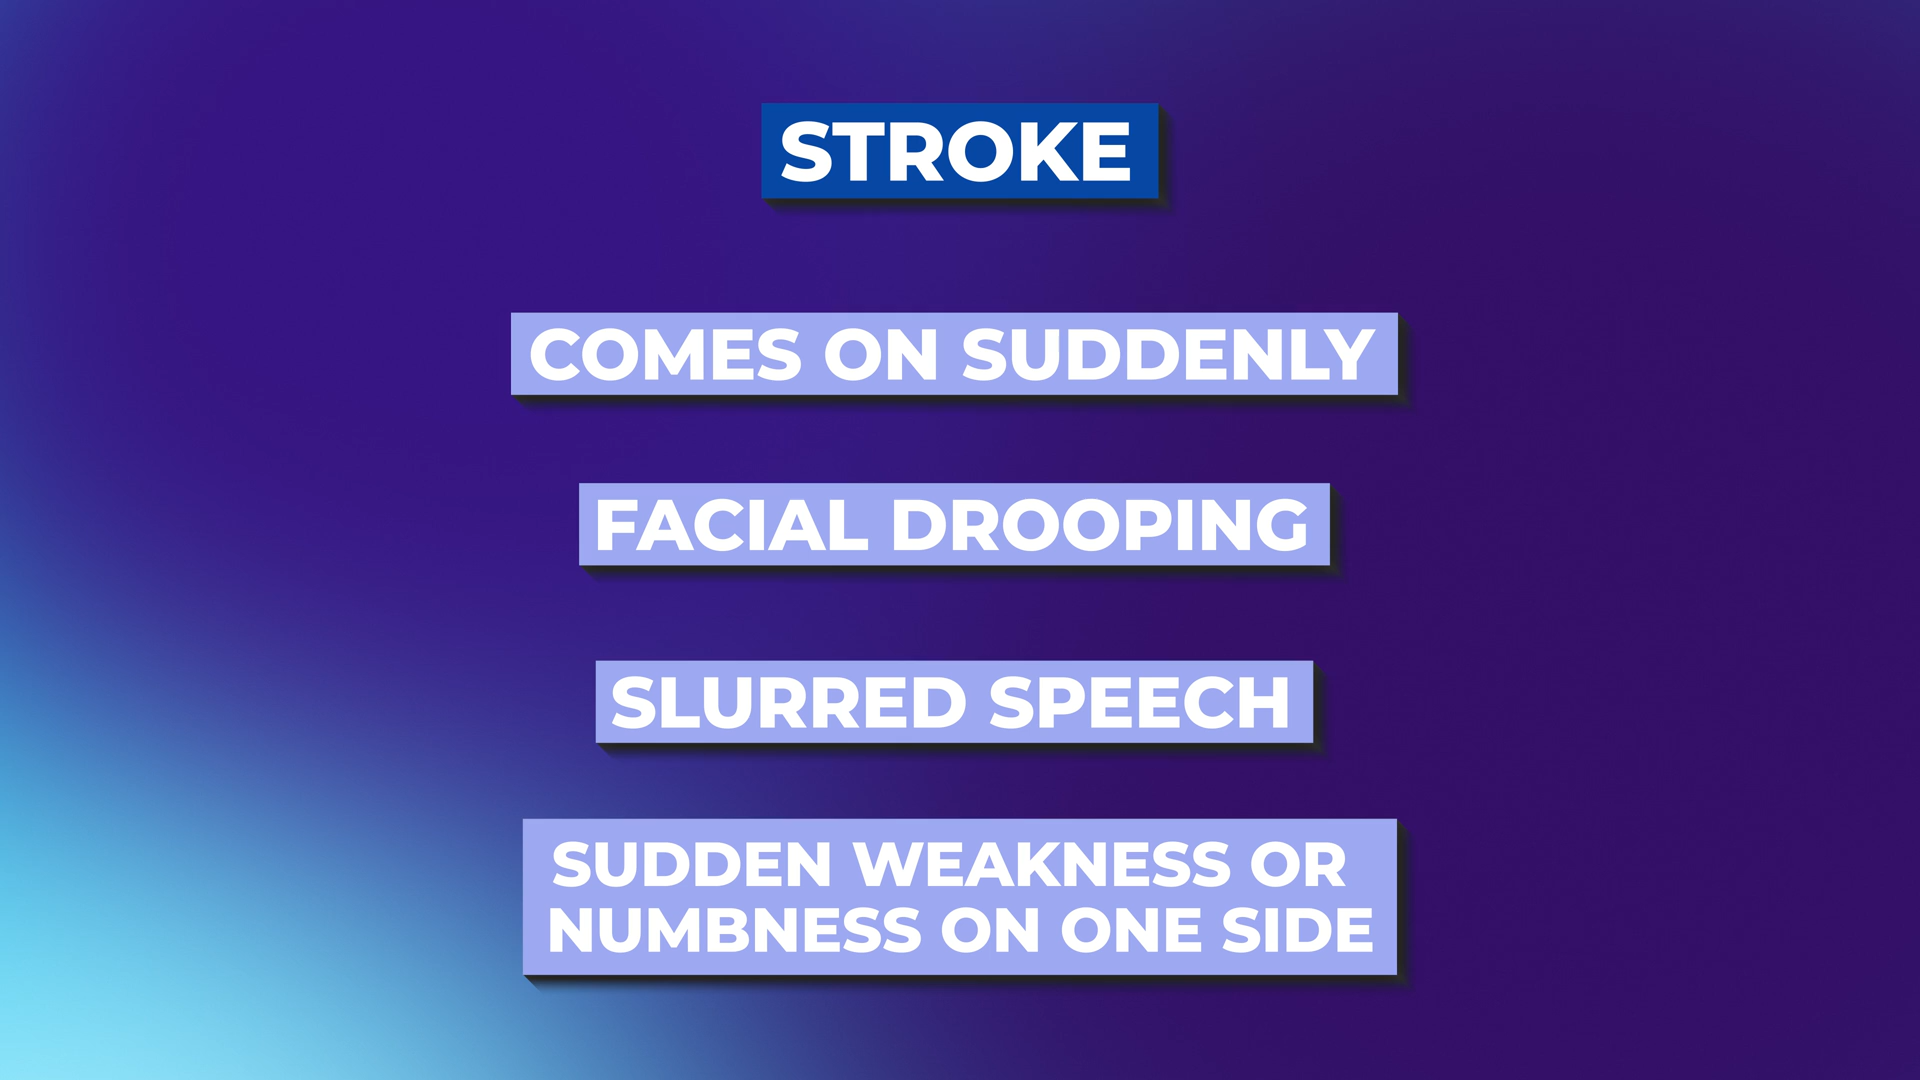 STROKE
COMES ON SUDDENLY
FACIAL DROOPING
SLURRED SPEECH
SUDDEN WEAKNESS OR
NUMBNESS ON ONE SIDE